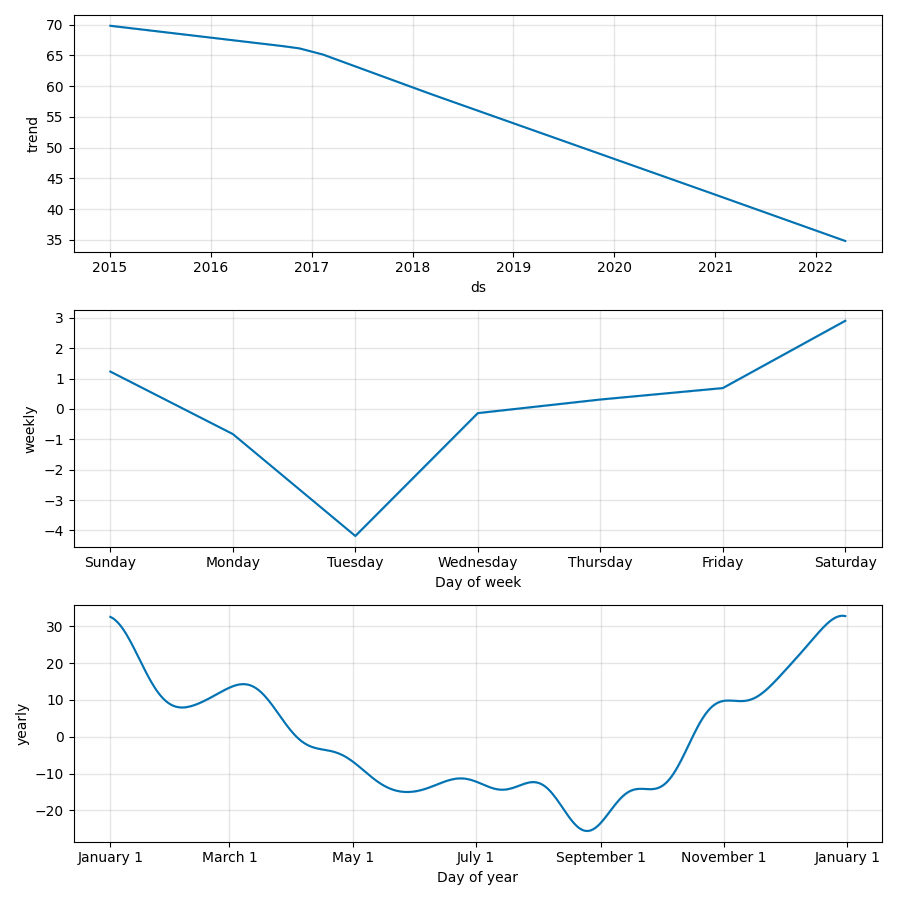 70
65
60
55
50
45
40
35
trend
2015 2016 2017 2018 2019 2020 2021 2022
ds
3
2
1
0
−1
−2
−3
−4
weekly
Sunday Monday Tuesday Wednesday Thursday Friday Saturday
Day of week
30
20
10
0
−10
−20
yearly
January 1 March 1 May 1 July 1 September 1 November 1 January 1
Day of year